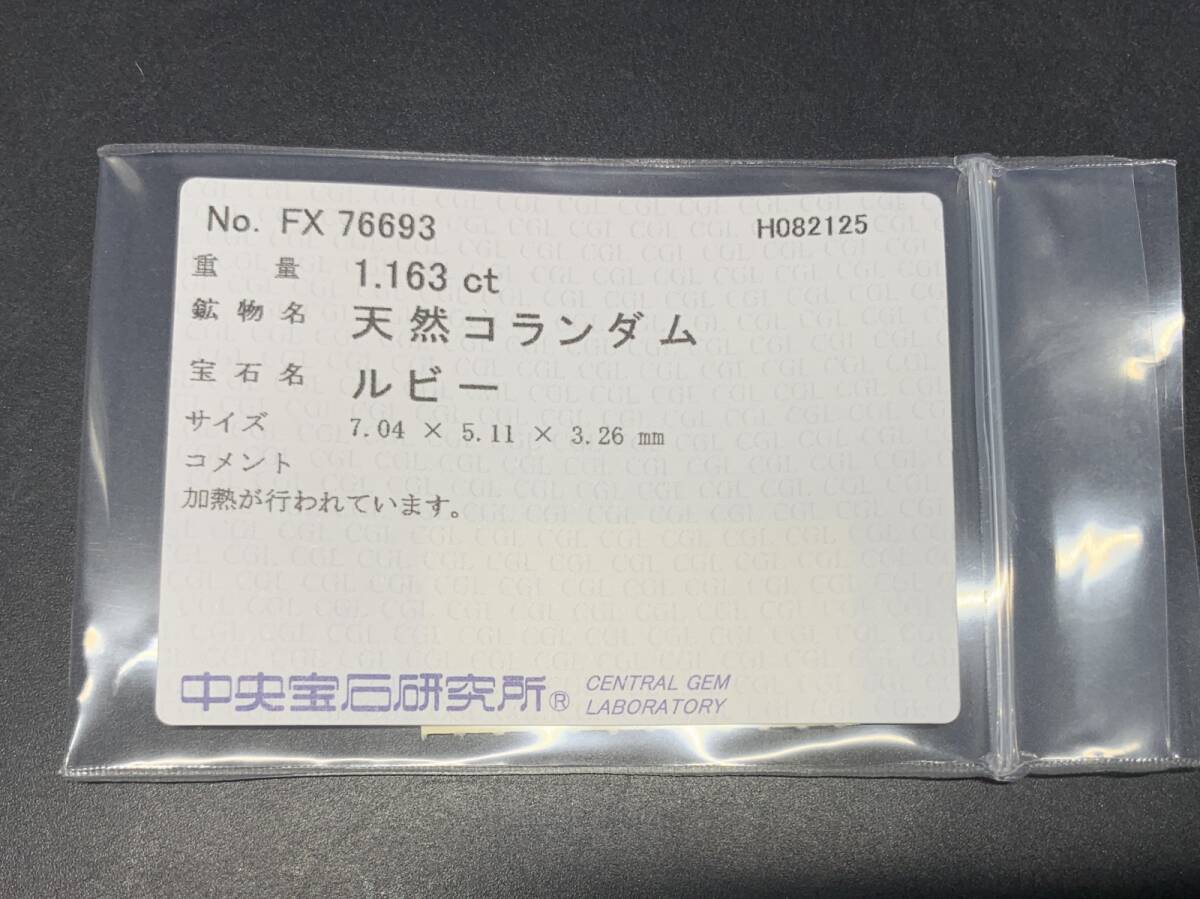 No. FX 76693 H082125
重 量 1.163 ct
鉱 物 名 天然コランダム
宝 石 名 ルビー
サイズ 7.04 × 5.11 × 3.26 mm
コメント
加熱が行われています。
中央宝石研究所® CENTRAL GEM
LABORATORY